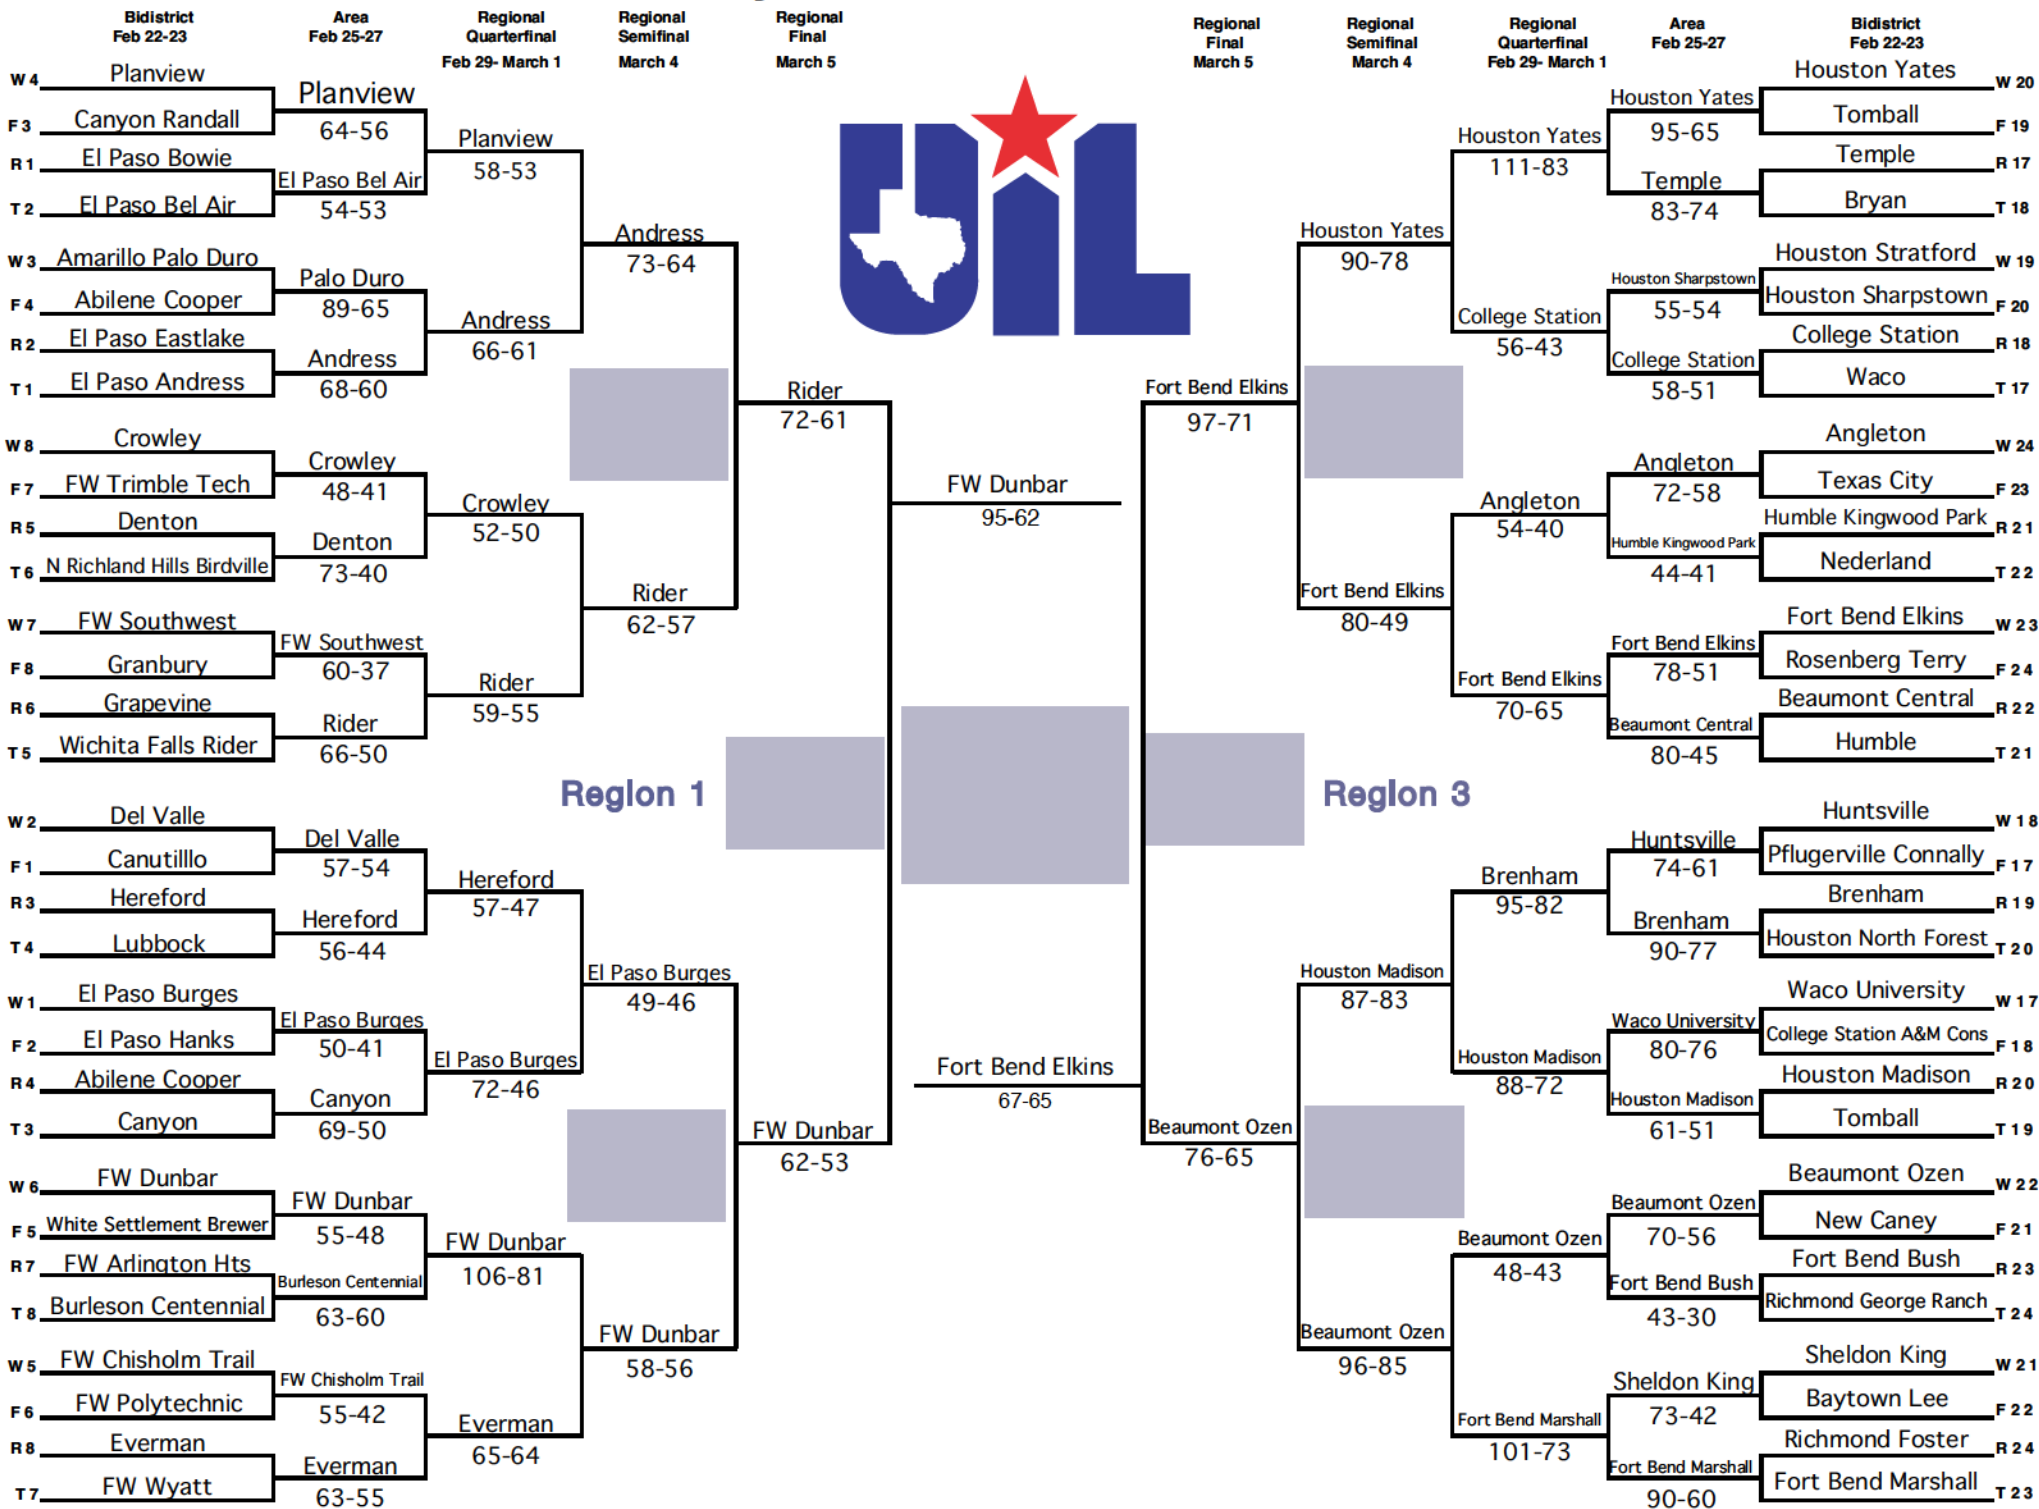 Bidistrict
Feb 22-23
Area
Feb 25-27
Regional
Quarterfinal
Feb 29- March 1
Regional
Semifinal
March 4
Regional
Final
March 5
Regional
Final
March 5
Regional
Semifinal
March 4
Regional
Quarterfinal
Feb 29- March 1
Area
Feb 25-27
Bidistrict
Feb 22-23
W 4 Planview
F 3 Canyon Randall
R 1 El Paso Bowie
T 2 El Paso Bel Air
W 3 Amarillo Palo Duro
F 4 Abilene Cooper
R 2 El Paso Eastlake
T 1 El Paso Andress
W 8 Crowley
F 7 FW Trimble Tech
R 5 Denton
T 6 N Richland Hills Birdville
W 7 FW Southwest
F 8 Granbury
R 6 Grapevine
T 5 Wichita Falls Rider
W 2 Del Valle
F 1 Canutilllo
R 3 Hereford
T 4 Lubbock
W 1 El Paso Burges
F 2 El Paso Hanks
R 4 Abilene Cooper
T 3 Canyon
W 6 FW Dunbar
F 5 White Settlement Brewer
R 7 FW Arlington Hts
T 8 Burleson Centennial
W 5 FW Chisholm Trail
F 6 FW Polytechnic
R 8 Everman
T 7 FW Wyatt
Planview
64-56
El Paso Bel Air
54-53
Palo Duro
89-65
Andress
68-60
Crowley
48-41
Denton
73-40
FW Southwest
60-37
Rider
66-50
Del Valle
57-54
Hereford
56-44
El Paso Burges
50-41
Canyon
69-50
FW Dunbar
55-48
Burleson Centennial
63-60
FW Chisholm Trail
55-42
Everman
63-55
Planview
58-53
Andress
66-61
Crowley
52-50
Rider
59-55
Hereford
57-47
El Paso Burges
72-46
FW Dunbar
106-81
Everman
65-64
Andress
73-64
Rider
62-57
El Paso Burges
49-46
FW Dunbar
58-56
Rider
72-61
FW Dunbar
62-53
Region 1
FW Dunbar
95-62
UIL
Fort Bend Elkins
67-65
Region 3
Fort Bend Elkins
97-71
Beaumont Ozen
76-65
Houston Yates
90-78
Fort Bend Elkins
80-49
Houston Madison
87-83
Beaumont Ozen
96-85
Houston Yates
111-83
College Station
56-43
Angleton
54-40
Fort Bend Elkins
70-65
Brenham
95-82
Houston Madison
88-72
Beaumont Ozen
48-43
Fort Bend Marshall
101-73
Houston Yates
95-65
Temple
83-74
Houston Sharpstown
55-54
College Station
58-51
Angleton
72-58
Humble Kingwood Park
44-41
Fort Bend Elkins
78-51
Beaumont Central
80-45
Huntsville
74-61
Brenham
90-77
Waco University
80-76
Houston Madison
61-51
Beaumont Ozen
70-56
Fort Bend Bush
43-30
Sheldon King
73-42
Fort Bend Marshall
90-60
Houston Yates W 20
Tomball F 19
Temple R 17
Bryan T 18
Houston Stratford W 19
Houston Sharpstown F 20
College Station R 18
Waco T 17
Angleton W 24
Texas City F 23
Humble Kingwood Park R 21
Nederland T 22
Fort Bend Elkins W 23
Rosenberg Terry F 24
Beaumont Central R 22
Humble T 21
Huntsville W 18
Pflugerville Connally F 17
Brenham R 19
Houston North Forest T 20
Waco University W 17
College Station A&M Cons F 18
Houston Madison R 20
Tomball T 19
Beaumont Ozen W 22
New Caney F 21
Fort Bend Bush R 23
Richmond George Ranch T 24
Sheldon King W 21
Baytown Lee F 22
Richmond Foster R 24
Fort Bend Marshall T 23